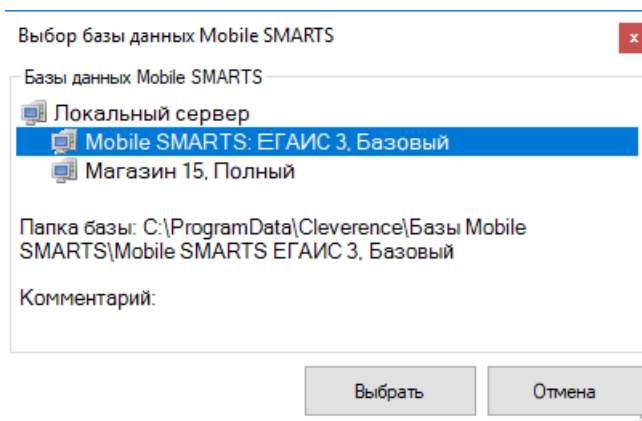 Выбор базы данных Mobile SMARTS
x
Базы данных Mobile SMARTS
Локальный сервер
Mobile SMARTS: ЕГАИС 3, Базовый
Магазин 15, Полный
Папка базы: C:\ProgramData\Cleverence\Базы Mobile
SMARTS\Mobile SMARTS ЕГАИС 3, Базовый
Комментарий:
Выбрать
Отмена